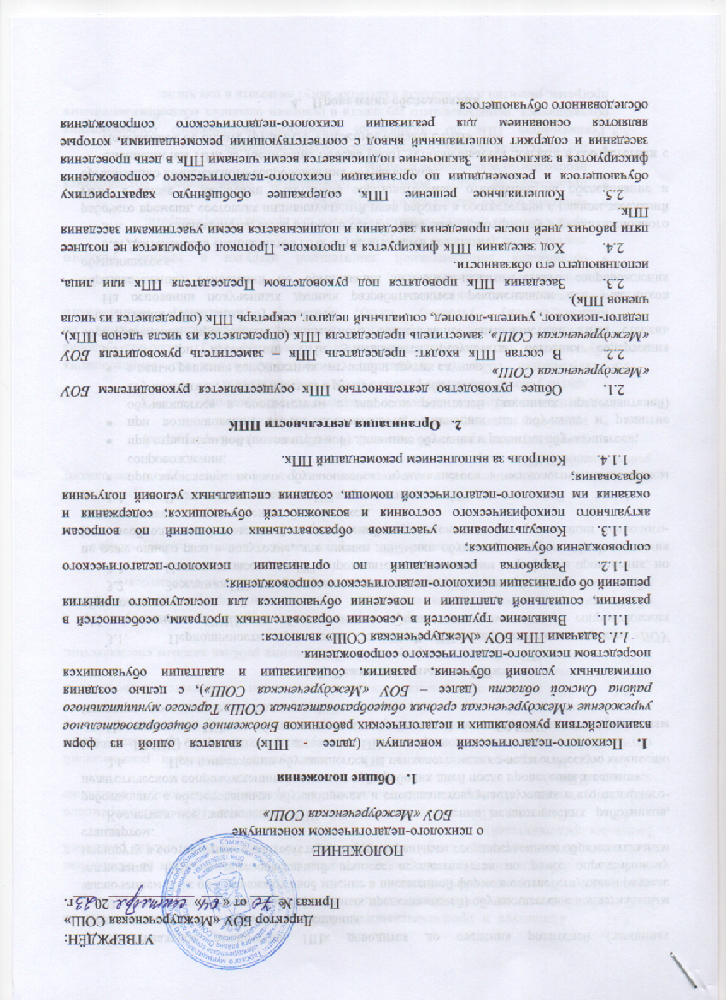 УТВЕРЖДЁН:
Директор БОУ «Междуреченская СОШ»
Приказ № 70 от « 04 » сентября 2023 г.
ПОЛОЖЕНИЕ
о психолого-педагогическом консилиуме
БОУ «Междуреченская СОШ»
1. Общие положения
1. Психолого-педагогический консилиум (далее - ППк) является одной из форм
взаимодействия руководящих и педагогических работников Бюджетное общеобразовательное
учреждение «Междуреченская средняя общеобразовательная СОШ» Тарского муниципального
района Омской области (далее – БОУ «Междуреченская СОШ»), с целью создания
оптимальных условий обучения, развития, социализации и адаптации обучающихся
посредством психолого-педагогического сопровождения.
1.1. Задачами ППк БОУ «Междуреченская СОШ» являются:
1.1.1. Выявление трудностей в освоении образовательных программ, особенностей в
развитии, социальной адаптации и поведении обучающихся для последующего принятия
решений об организации психолого-педагогического сопровождения;
1.1.2. Разработка рекомендаций по организации психолого-педагогического
сопровождения обучающихся;
1.1.3. Консультирование участников образовательных отношений по вопросам
актуального психофизического состояния и возможностей обучающихся; содержания и
оказания им психолого-педагогической помощи, создания специальных условий получения
образования;
1.1.4. Контроль за выполнением рекомендаций ППк.
2. Организация деятельности ППК
2.1. Общее руководство деятельностью ППк осуществляется руководителем БОУ
«Междуреченская СОШ»
2.2. В состав ППк входят: председатель ППк – заместитель руководителя БОУ
«Междуреченская СОШ», заместитель председателя ППк (определяется из числа членов ППк),
педагог-психолог, учитель-логопед, социальный педагог, секретарь ППк (определяется из числа
членов ППк).
2.3. Заседания ППк проводятся под руководством Председателя ППк или лица,
исполняющего его обязанности.
2.4. Ход заседания ППк фиксируется в протоколе. Протокол оформляется не позднее
пяти рабочих дней после проведения заседания и подписывается всеми участниками заседания
ППк.
2.5. Коллегиальное решение ППк, содержащее обобщённую характеристику
обучающегося и рекомендации по организации психолого-педагогического сопровождения
фиксируются в заключении. Заключение подписывается всеми членами ППк в день проведения
заседания и содержит коллегиальный вывод с соответствующими рекомендациями, которые
являются основанием для реализации психолого-педагогического сопровождения
обследованного обучающегося.